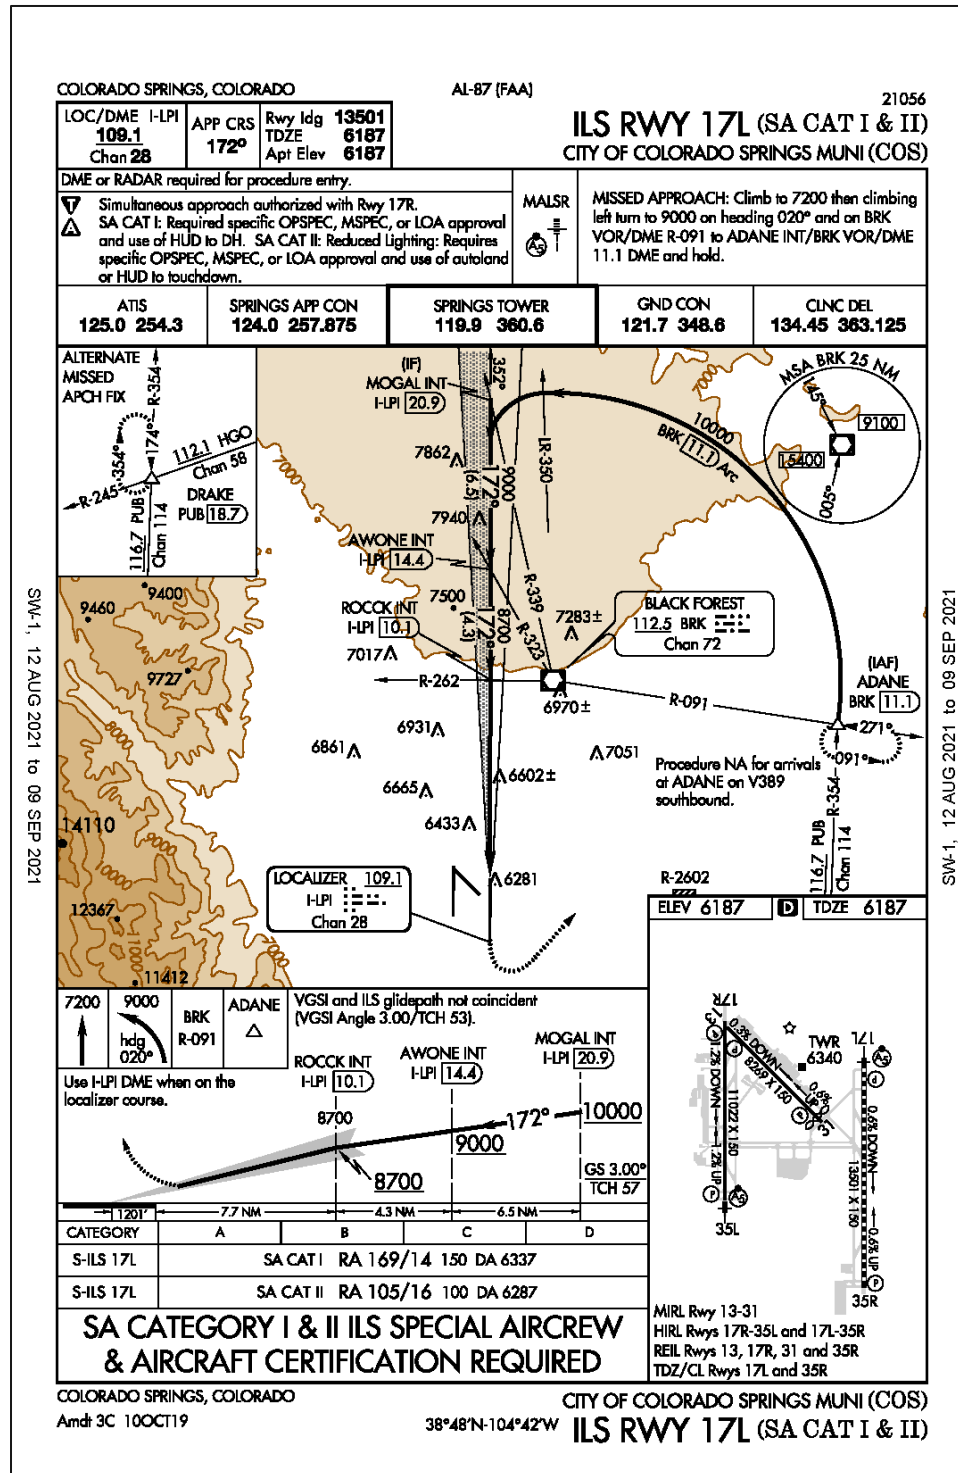 COLORADO SPRINGS, COLORADO
AL-87 (FAA)
21056
ILS RWY 17L (SA CAT I & II)
CITY OF COLORADO SPRINGS MUNI (COS)
LOC/DME I-LPI
109.1
Chan 28
APP CRS
172°
Rwy ldg 13501
TDZE 6187
Apt Elev 6187
DME or RADAR required for procedure entry.
T
A
Simultaneous approach authorized with Rwy 17R.
SA CAT I: Required specific OPSPEC, MSPEC, or LOA approval
and use of HUD to DH. SA CAT II: Reduced Lighting: Requires
specific OPSPEC, MSPEC, or LOA approval and use of autoland
or HUD to touchdown.
MALSR
A5
MISSED APPROACH: Climb to 7200 then climbing
left turn to 9000 on heading 020° and on BRK
VOR/DME R-091 to ADANE INT/BRK VOR/DME
11.1 DME and hold.
ATIS
125.0 254.3
SPRINGS APP CON
124.0 257.875
SPRINGS TOWER
119.9 360.6
GND CON
121.7 348.6
CLNC DEL
134.45 363.125
ALTERNATE
MISSED
APCH FIX
R-354
174°
354°
112.1 HGO
Chan 58
R-245
DRAKE
PUB 18.7
116.7 PUB
Chan 114
(IF)
MOGAL INT
I-LPI 20.9
352°
R-350
10000
BRK 11.1 Arc
MSA BRK 25 NM
145°
9100
15400
005°
7862
9000
172°
(6.5)
7000
7940
AWONE INT
I-LPI 14.4
R-339
R-323
8700
172°
(4.3)
7500
ROCCK INT
I-LPI 10.1
7283±
BLACK FOREST
112.5 BRK
Chan 72
9400
9460
7017
9727
R-262
6970±
R-091
(IAF)
ADANE
BRK 11.1
271°
091°
6931
6861
7051
6602±
6665
Procedure NA for arrivals
at ADANE on V389
southbound.
R-354
116.7 PUB
Chan 114
6433
14110
6281
LOCALIZER 109.1
I-LPI
Chan 28
R-2602
12367
11000
11412
7000
SW-1, 12 AUG 2021 to 09 SEP 2021
SW-1, 12 AUG 2021 to 09 SEP 2021
ELEV 6187
D
TDZE 6187
17R
0.3% DOWN
8269 X 150
0.6% UP
TWR
6340
17L
A5
P
1.2% DOWN
11022 X 150
1.2% UP
0.6% DOWN
13501 X 150
0.6% UP
35L
35R
MIRL Rwy 13-31
HIRL Rwys 17R-35L and 17L-35R
REIL Rwys 13, 17R, 31 and 35R
TDZ/CL Rwys 17L and 35R
7200
9000
hdg
020°
BRK
R-091
ADANE
VGSI and ILS glidepath not coincident
(VGSI Angle 3.00/TCH 53).
Use I-LPI DME when on the
localizer course.
ROCCK INT
I-LPI 10.1
AWONE INT
I-LPI 14.4
MOGAL INT
I-LPI 20.9
8700
172°
10000
9000
8700
GS 3.00°
TCH 57
1201'
7.7 NM
4.3 NM
6.5 NM
CATEGORY A B C D
S-ILS 17L SA CAT I RA 169/14 150 DA 6337
S-ILS 17L SA CAT II RA 105/16 100 DA 6287
SA CATEGORY I & II ILS SPECIAL AIRCREW
& AIRCRAFT CERTIFICATION REQUIRED
COLORADO SPRINGS, COLORADO
Amdt 3C 10OCT19
38°48'N-104°42'W
CITY OF COLORADO SPRINGS MUNI (COS)
ILS RWY 17L (SA CAT I & II)